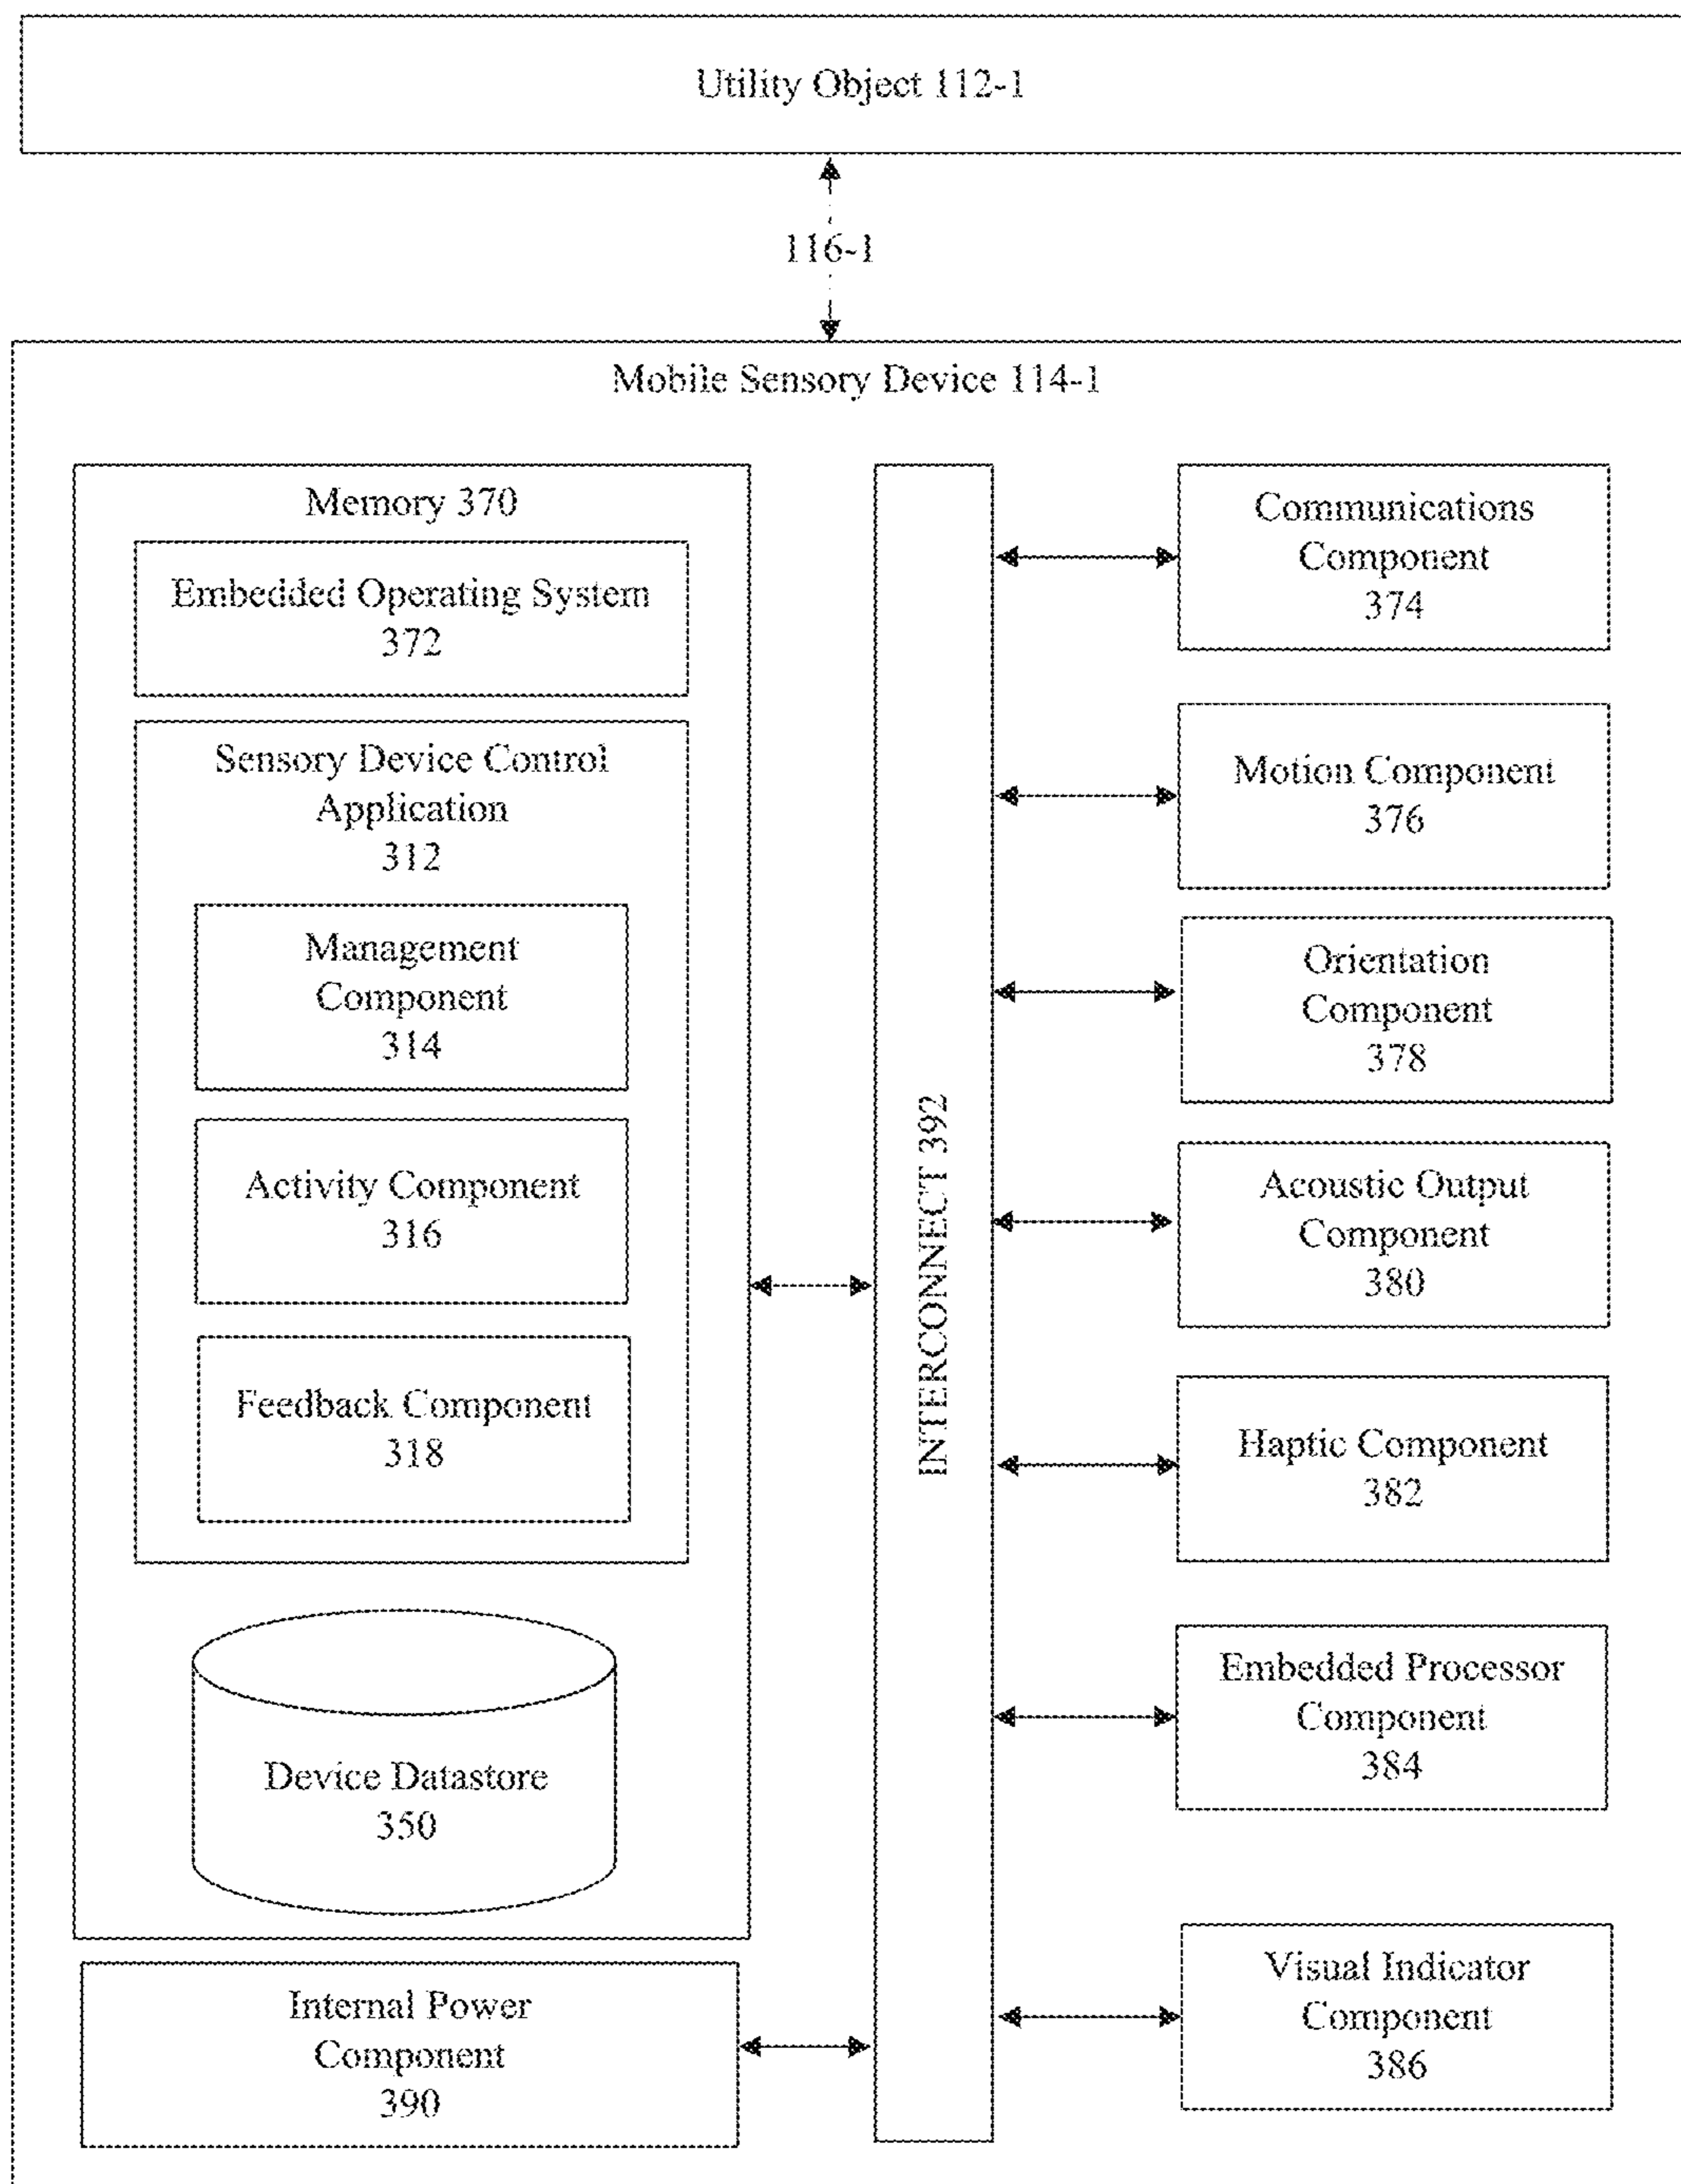 Utility Object 112-1
116-1
Mobile Sensory Device 114-1
Memory 370
Embedded Operating System
372
Sensory Device Control
Application
312
Management
Component
314
Activity Component
316
Feedback Component
318
Device Datastore
350
Internal Power
Component
390
INTERCONNECT 392
Communications
Component
374
Motion Component
376
Orientation
Component
378
Acoustic Output
Component
380
Haptic Component
382
Embedded Processor
Component
384
Visual Indicator
Component
386